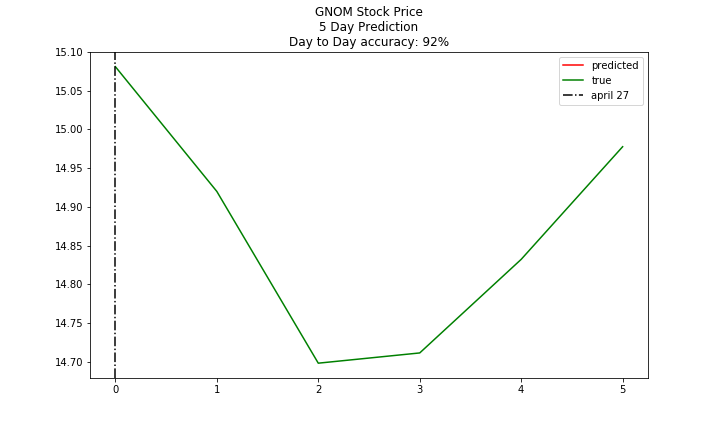 GNOM Stock Price
5 Day Prediction
Day to Day accuracy: 92%
15.10
15.05
15.00
14.95
14.90
14.85
14.80
14.75
14.70
predicted
true
april 27
0 1 2 3 4 5